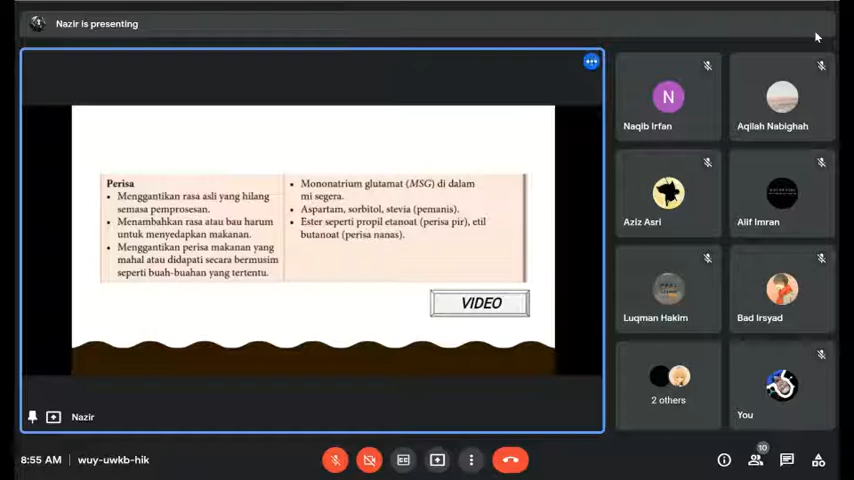 Nazir is presenting
Perisa
• Menggantikan rasa asli yang hilang
semasa pemprosesan.
• Menambahkan rasa atau bau harum
untuk menyedapkan makanan.
• Menggantikan perisa makanan yang
mahal atau didapati secara bermusim
seperti buah-buahan yang tertentu.
• Mononatrium glutamat (MSG) di dalam
mi segera.
• Aspartam, sorbitol, stevia (pemanis).
• Ester seperti propil etanoat (perisa pir), etil
butanoat (perisa nanas).
VIDEO
Nazir
N
Naqib Irfan
Aqilah Nabighah
Aziz Asri
Alif Imran
Luqman Hakim
Bad Irsyad
2 others
You
8:55 AM | wuy-uwkb-hik
10